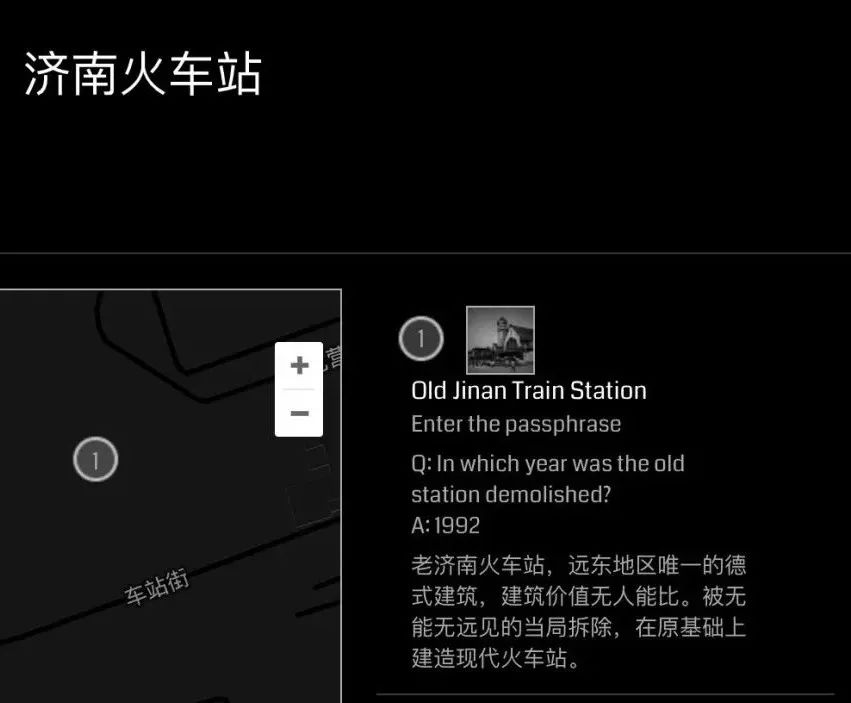 济南火车站
1
Old Jinan Train Station
Enter the passphrase
Q: In which year was the old
station demolished?
A: 1992
老济南火车站，远东地区唯一的德
式建筑，建筑价值无人能比。被无
能无远见的当局拆除，在原基础上
建造现代火车站。
+
−
营
1
车站街